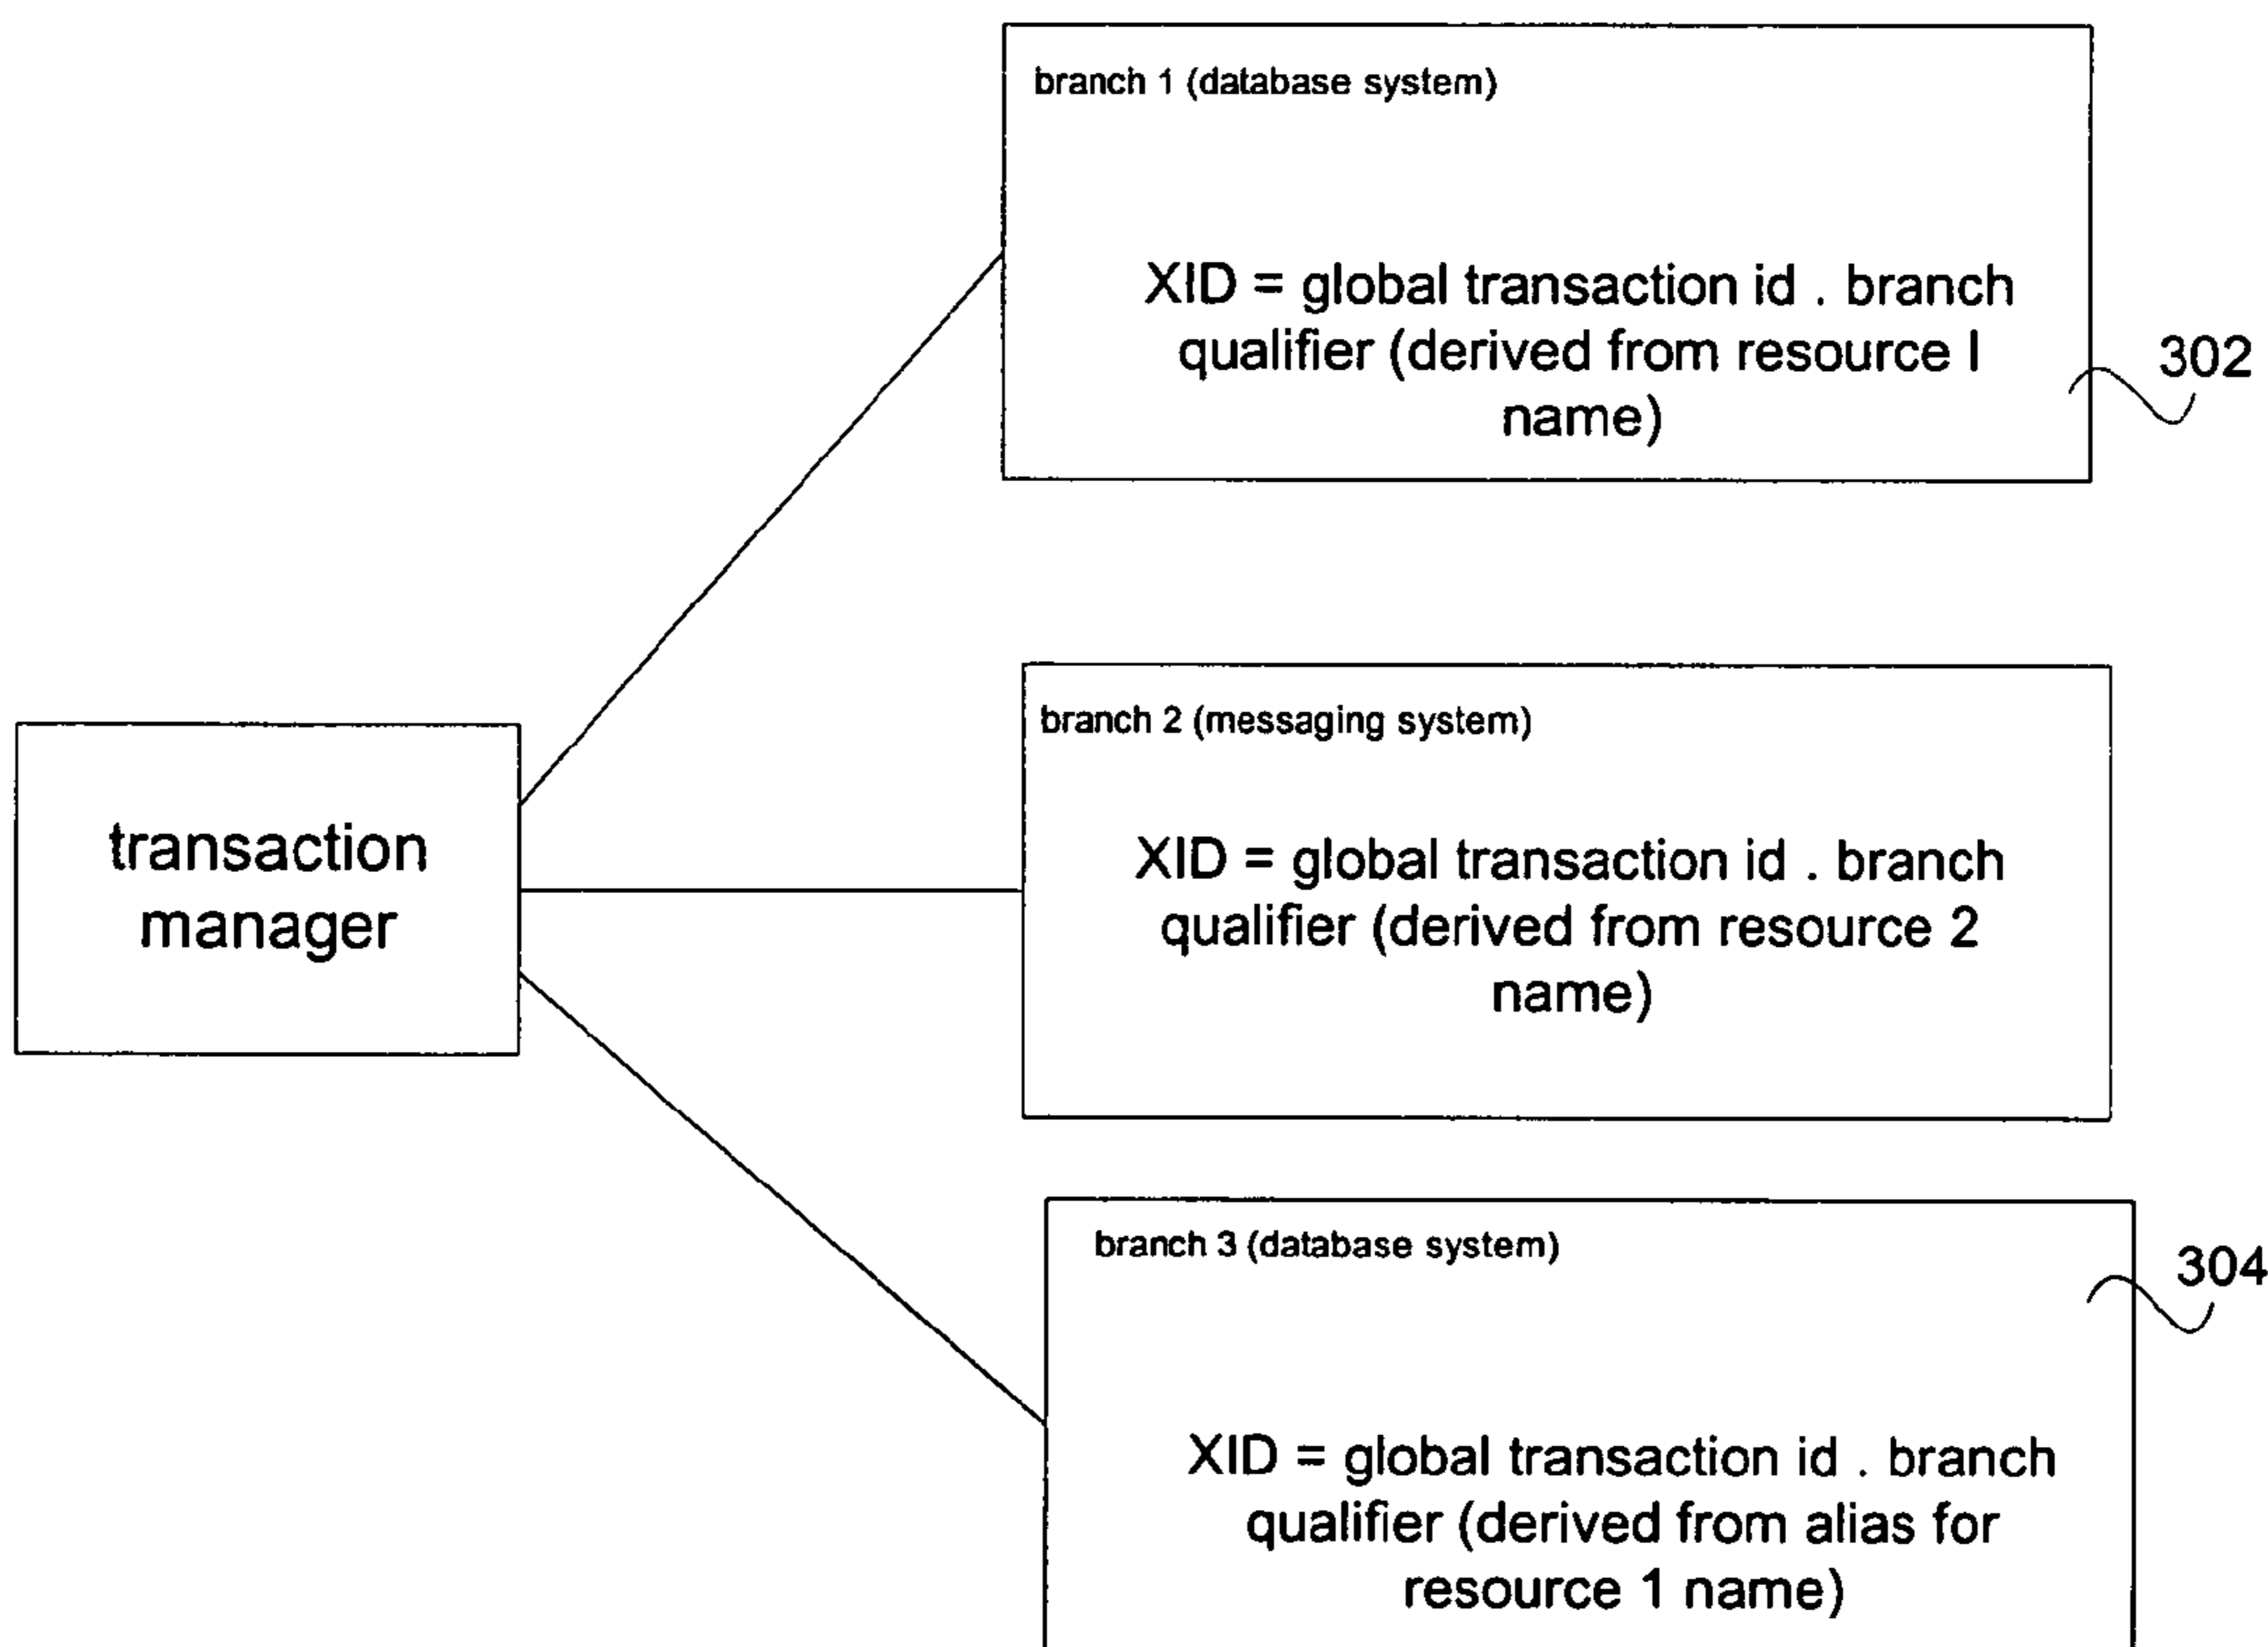 branch 1 (database system)
XID = global transaction id . branch
qualifier (derived from resource I
name)
302
branch 2 (messaging system)
transaction
manager
XID = global transaction id . branch
qualifier (derived from resource 2
name)
branch 3 (database system)
304
XID = global transaction id . branch
qualifier (derived from alias for
resource 1 name)